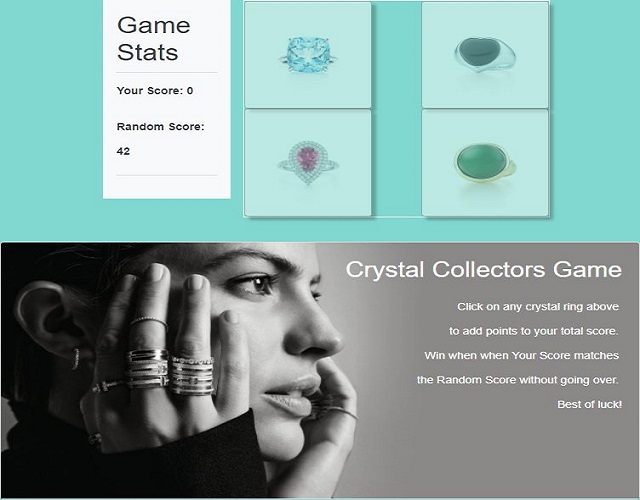 Game
Stats
Your Score: 0
Random Score:
42
Crystal Collectors Game
Click on any crystal ring above
to add points to your total score.
Win when when Your Score matches
the Random Score without going over.
Best of luck!